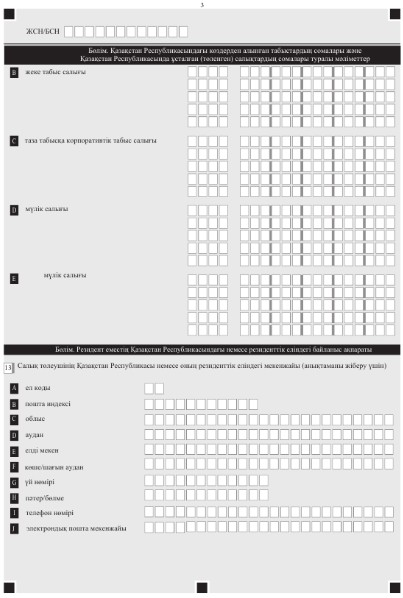 3
ЖСН/БСН
Бөлім. Қазақстан Республикасындағы көздерден алынған табыстардың сомалары және
Қазақстан Республикасында ұсталған (төленген) салықтардың сомалары туралы мәліметтер
B жеке табыс салығы
C таза табысқа корпоративтік табыс салығы
D мүлік салығы
E мүлік салығы
Бөлім. Резидент еместің Қазақстан Республикасындағы немесе резиденттік еліндегі байланыс ақпараты
13 Салық төлеушінің Қазақстан Республикасы немесе оның резиденттік еліндегі мекенжайы (анықтаманы жіберу үшін)
A ел коды
B пошта индексі
C облыс
D аудан
E елді мекен
F көше/шағын аудан
G үй нөмірі
H пәтер/бөлме
I телефон нөмірі
J электрондық пошта мекенжайы